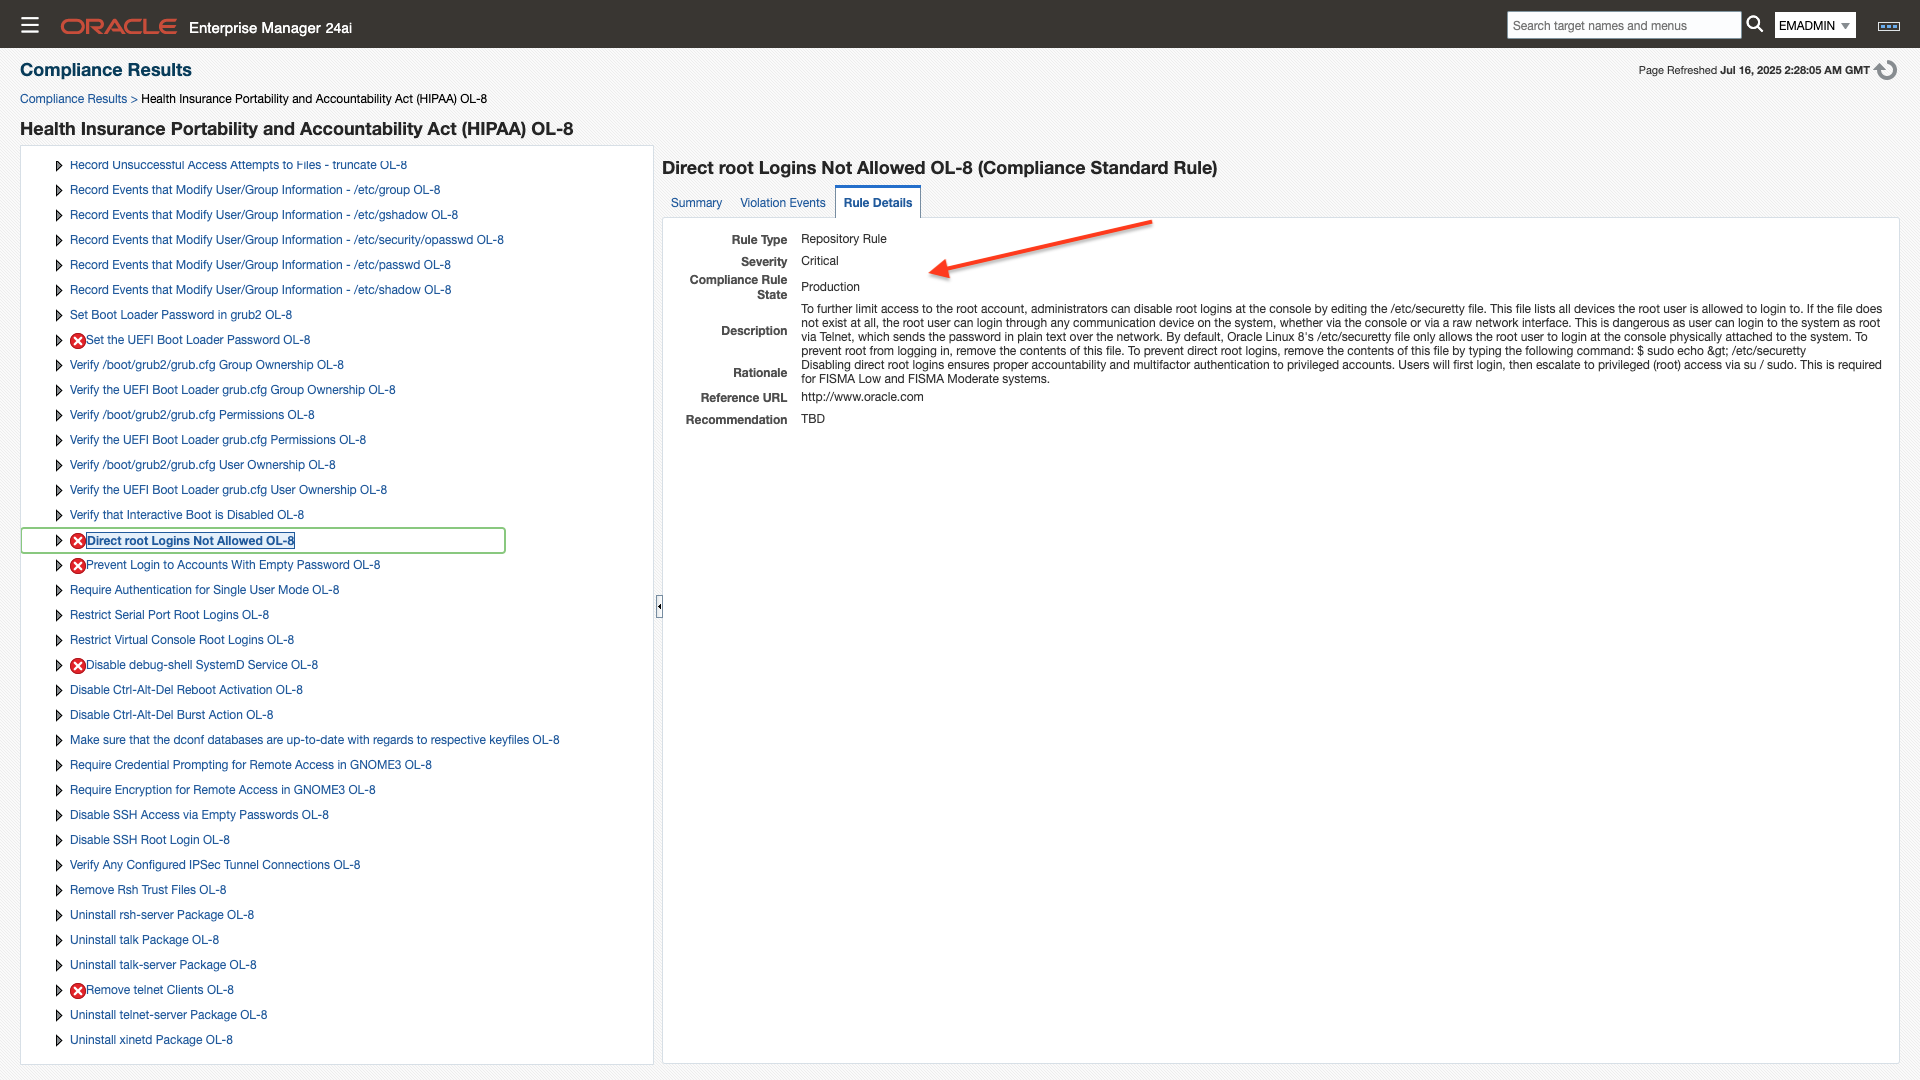 ORACLE Enterprise Manager 24ai
Search target names and menus
EMADMIN
Compliance Results
Page Refreshed Jul 16, 2025 2:28:05 AM GMT
Compliance Results > Health Insurance Portability and Accountability Act (HIPAA) OL-8
Health Insurance Portability and Accountability Act (HIPAA) OL-8
Record Unsuccessful Access Attempts to Files - truncate OL-8
Record Events that Modify User/Group Information - /etc/group OL-8
Record Events that Modify User/Group Information - /etc/gshadow OL-8
Record Events that Modify User/Group Information - /etc/security/opasswd OL-8
Record Events that Modify User/Group Information - /etc/passwd OL-8
Record Events that Modify User/Group Information - /etc/shadow OL-8
Set Boot Loader Password in grub2 OL-8
Set the UEFI Boot Loader Password OL-8
Verify /boot/grub2/grub.cfg Group Ownership OL-8
Verify the UEFI Boot Loader grub.cfg Group Ownership OL-8
Verify /boot/grub2/grub.cfg Permissions OL-8
Verify the UEFI Boot Loader grub.cfg Permissions OL-8
Verify /boot/grub2/grub.cfg User Ownership OL-8
Verify the UEFI Boot Loader grub.cfg User Ownership OL-8
Verify that Interactive Boot is Disabled OL-8
Direct root Logins Not Allowed OL-8
Prevent Login to Accounts With Empty Password OL-8
Require Authentication for Single User Mode OL-8
Restrict Serial Port Root Logins OL-8
Restrict Virtual Console Root Logins OL-8
Disable debug-shell SystemD Service OL-8
Disable Ctrl-Alt-Del Reboot Activation OL-8
Disable Ctrl-Alt-Del Burst Action OL-8
Make sure that the dconf databases are up-to-date with regards to respective keyfiles OL-8
Require Credential Prompting for Remote Access in GNOME3 OL-8
Require Encryption for Remote Access in GNOME3 OL-8
Disable SSH Access via Empty Passwords OL-8
Disable SSH Root Login OL-8
Verify Any Configured IPSec Tunnel Connections OL-8
Remove Rsh Trust Files OL-8
Uninstall rsh-server Package OL-8
Uninstall talk Package OL-8
Uninstall talk-server Package OL-8
Remove telnet Clients OL-8
Uninstall telnet-server Package OL-8
Uninstall xinetd Package OL-8
Direct root Logins Not Allowed OL-8 (Compliance Standard Rule)
Summary Violation Events Rule Details
Rule Type Repository Rule
Severity Critical
Compliance Rule State Production
Description To further limit access to the root account, administrators can disable root logins at the console by editing the /etc/securetty file. This file lists all devices the root user is allowed to login to. If the file does
not exist at all, the root user can login through any communication device on the system, whether via the console or via a raw network interface. This is dangerous as user can login to the system as root
via Telnet, which sends the password in plain text over the network. By default, Oracle Linux 8's /etc/securetty file only allows the root user to login at the console physically attached to the system. To
prevent root from logging in, remove the contents of this file. To prevent direct root logins, remove the contents of this file by typing the following command: $ sudo echo &gt; /etc/securetty
Rationale Disabling direct root logins ensures proper accountability and multifactor authentication to privileged accounts. Users will first login, then escalate to privileged (root) access via su / sudo. This is required
for FISMA Low and FISMA Moderate systems.
Reference URL http://www.oracle.com
Recommendation TBD